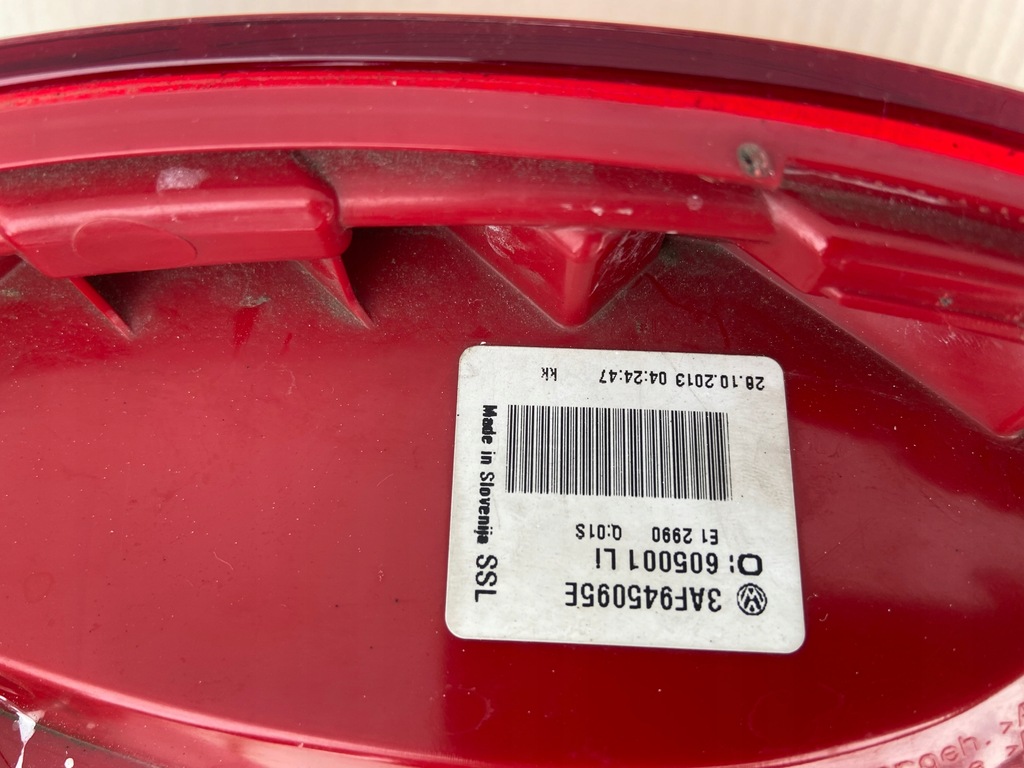 3AF945095E
O: 605001 Li
E1 2990 Q:01S
28.10.2013 04:24:47 kk
Made in Slovenija SSL